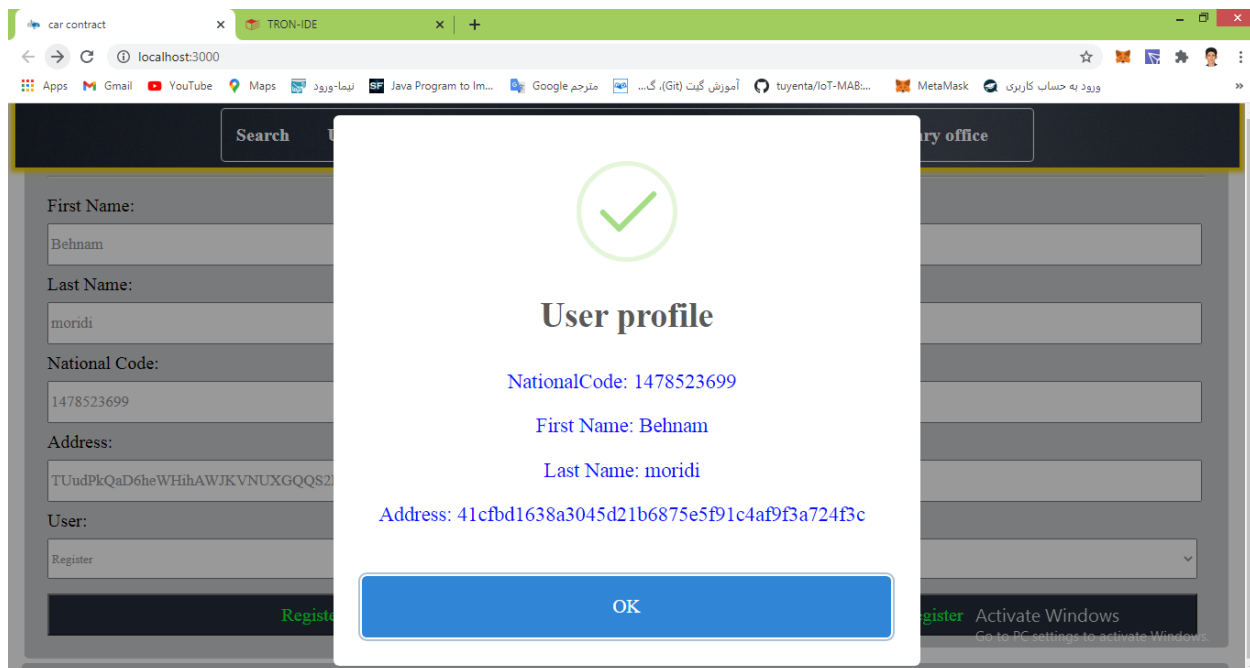 car contract
TRON-IDE
localhost:3000
Apps Gmail YouTube Maps نیما-ورود Java Program to Im... مترجم Google آموزش گیت (Git)، گ... tuyenta/IoT-MAB:... MetaMask ورود به حساب کاربری »
Search
ry office
First Name:
Behnam
Last Name:
moridi
National Code:
1478523699
Address:
TUudPkQaD6heWHihAWJKVNUXGQQS2
User:
Register
Registe
gister
User profile
NationalCode: 1478523699
First Name: Behnam
Last Name: moridi
Address: 41cfbd1638a3045d21b6875e5f91c4af9f3a724f3c
OK
Activate Windows
Go to PC settings to activate Windows.